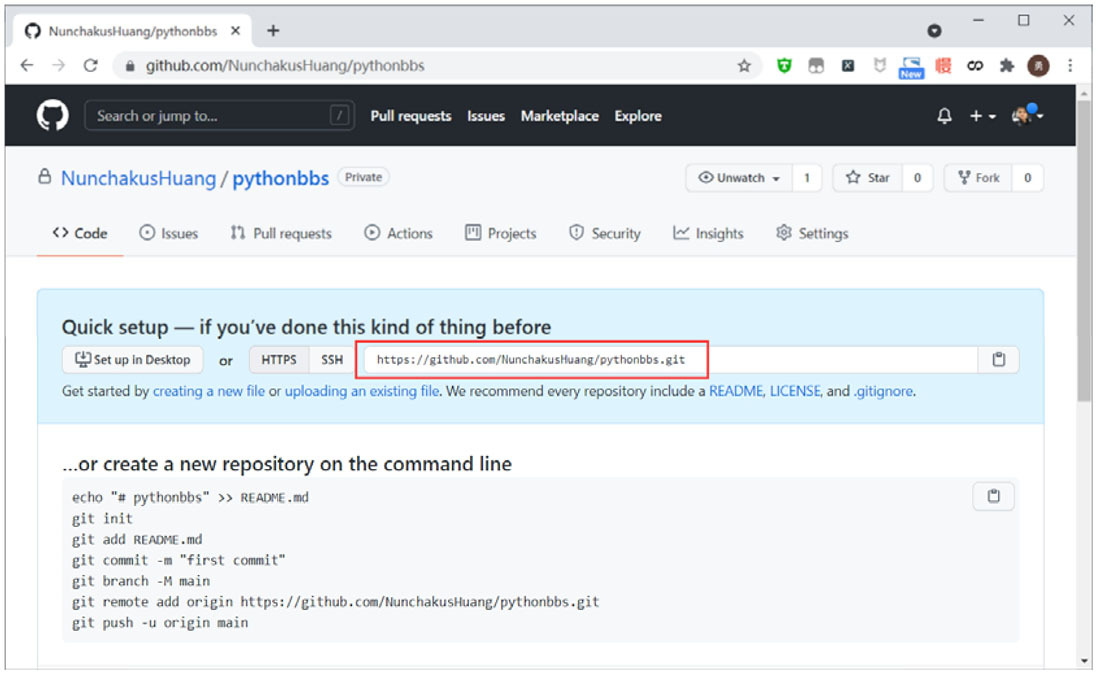 NunchakusHuang/pythonbbs
github.com/NunchakusHuang/pythonbbs
New
Search or jump to... /
Pull requests Issues Marketplace Explore
NunchakusHuang / pythonbbs Private
Unwatch 1 Star 0 Fork 0
Code Issues Pull requests Actions Projects Security Insights Settings
Quick setup — if you've done this kind of thing before
Set up in Desktop or HTTPS SSH https://github.com/NunchakusHuang/pythonbbs.git
Get started by creating a new file or uploading an existing file. We recommend every repository include a README, LICENSE, and .gitignore.
...or create a new repository on the command line
echo "# pythonbbs" >> README.md
git init
git add README.md
git commit -m "first commit"
git branch -M main
git remote add origin https://github.com/NunchakusHuang/pythonbbs.git
git push -u origin main